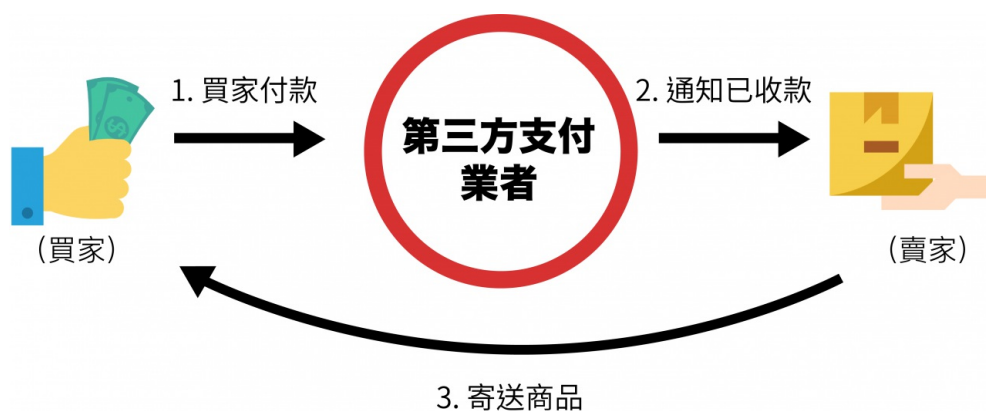 1. 買家付款
2. 通知已收款
第三方支付
業者
（買家）
（賣家）
3. 寄送商品